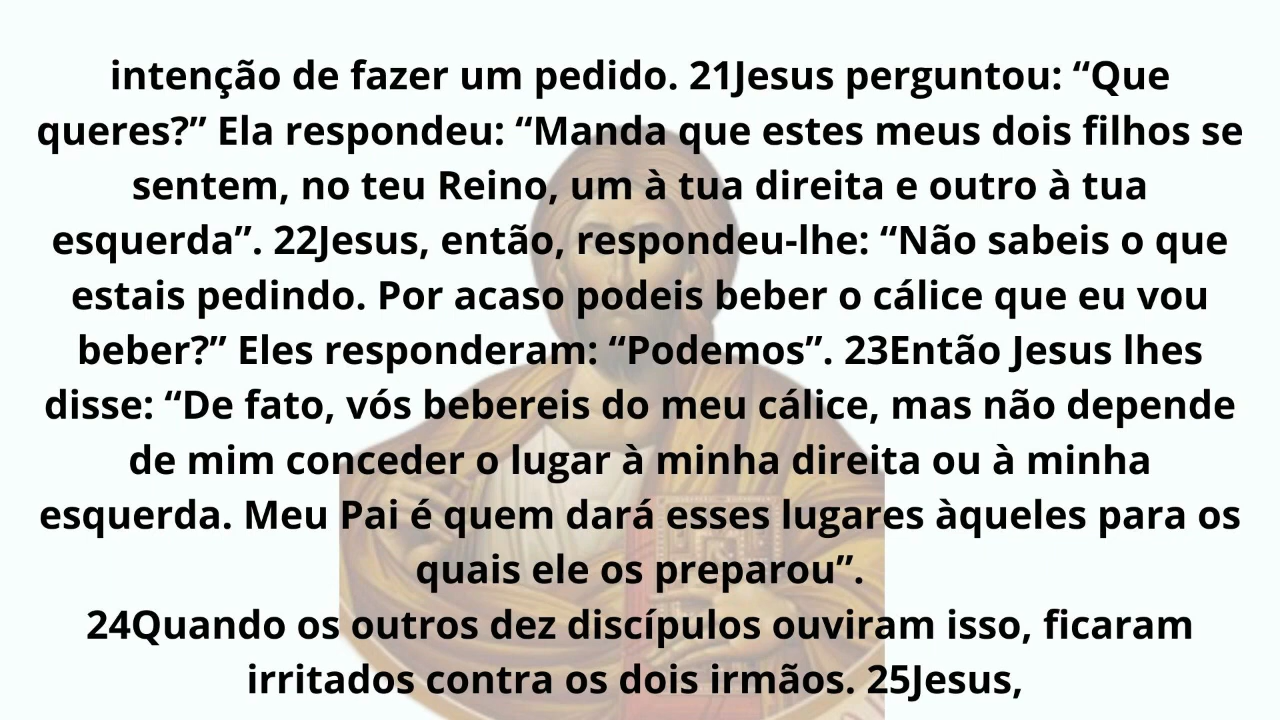 intenção de fazer um pedido. 21Jesus perguntou: “Que
queres?” Ela respondeu: “Manda que estes meus dois filhos se
sentem, no teu Reino, um à tua direita e outro à tua
esquerda”. 22Jesus, então, respondeu-lhe: “Não sabeis o que
estais pedindo. Por acaso podeis beber o cálice que eu vou
beber?” Eles responderam: “Podemos”. 23Então Jesus lhes
disse: “De fato, vós bebereis do meu cálice, mas não depende
de mim conceder o lugar à minha direita ou à minha
esquerda. Meu Pai é quem dará esses lugares àqueles para os
quais ele os preparou”.
24Quando os outros dez discípulos ouviram isso, ficaram
irritados contra os dois irmãos. 25Jesus,